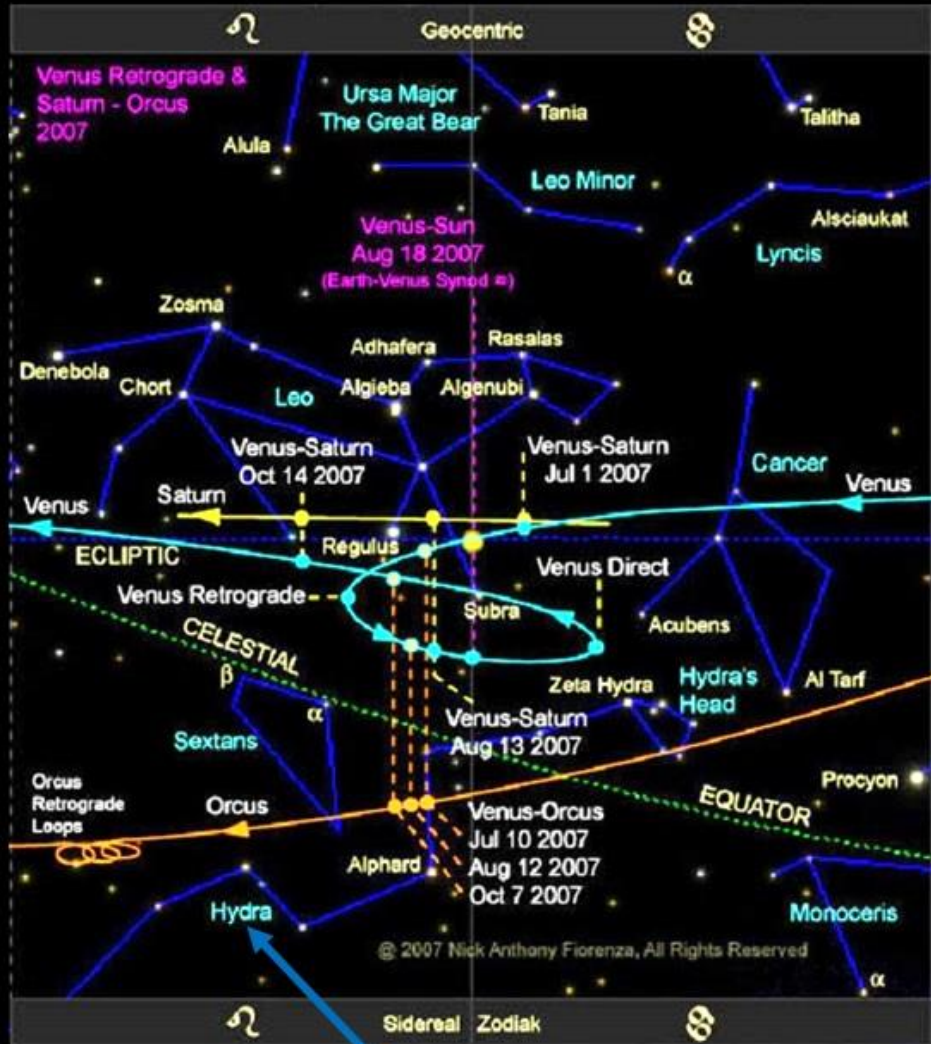 ♌ Geocentric ♋
Venus Retrograde &
Saturn - Orcus
2007
Ursa Major
The Great Bear
Tania
Talitha
Alula
Leo Minor
Alsciaukat
Venus-Sun
Aug 18 2007
(Earth-Venus Synod ♒)
Lyncis
α
Zosma
Adhafera
Rasalas
Denebola
Chort
Algieba
Algenubi
Leo
Venus-Saturn
Oct 14 2007
Venus-Saturn
Jul 1 2007
Cancer
Venus
Saturn
Venus
ECLIPTIC
Regulus
Venus Direct
Venus Retrograde
Subra
Acubens
CELESTIAL
β
α
Zeta Hydra
Hydra's
Head
Al Tarf
Sextans
Venus-Saturn
Aug 13 2007
Orcus
Retrograde
Loops
Orcus
Procyon
EQUATOR
Venus-Orcus
Jul 10 2007
Aug 12 2007
Oct 7 2007
Alphard
Hydra
Monoceris
@ 2007 Nick Anthony Fiorenza, All Rights Reserved
α
♌ Sidereal Zodiak ♋